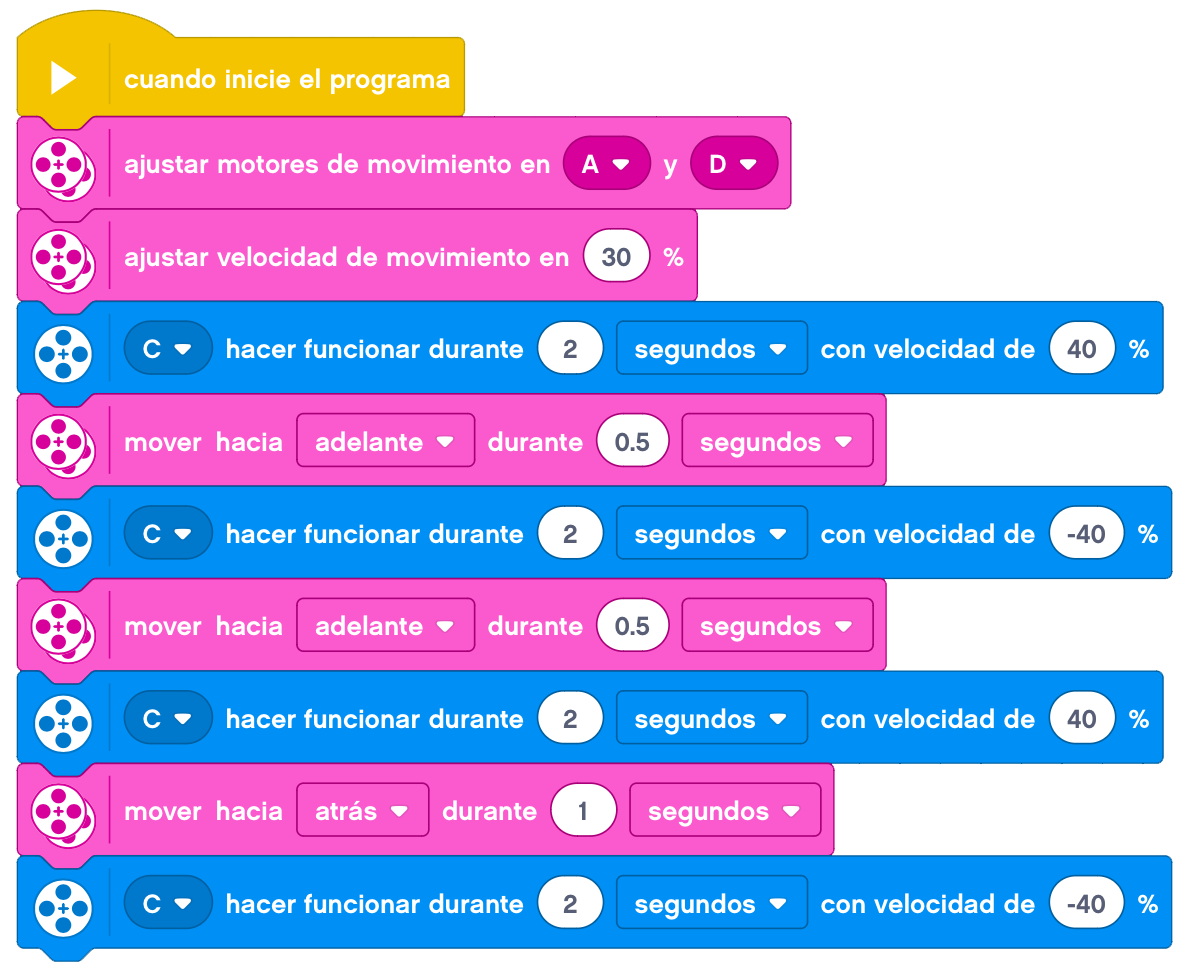 cuando inicie el programa
ajustar motores de movimiento en A y D
ajustar velocidad de movimiento en 30 %
C hacer funcionar durante 2 segundos con velocidad de 40 %
mover hacia adelante durante 0.5 segundos
C hacer funcionar durante 2 segundos con velocidad de -40 %
mover hacia adelante durante 0.5 segundos
C hacer funcionar durante 2 segundos con velocidad de 40 %
mover hacia atrás durante 1 segundos
C hacer funcionar durante 2 segundos con velocidad de -40 %